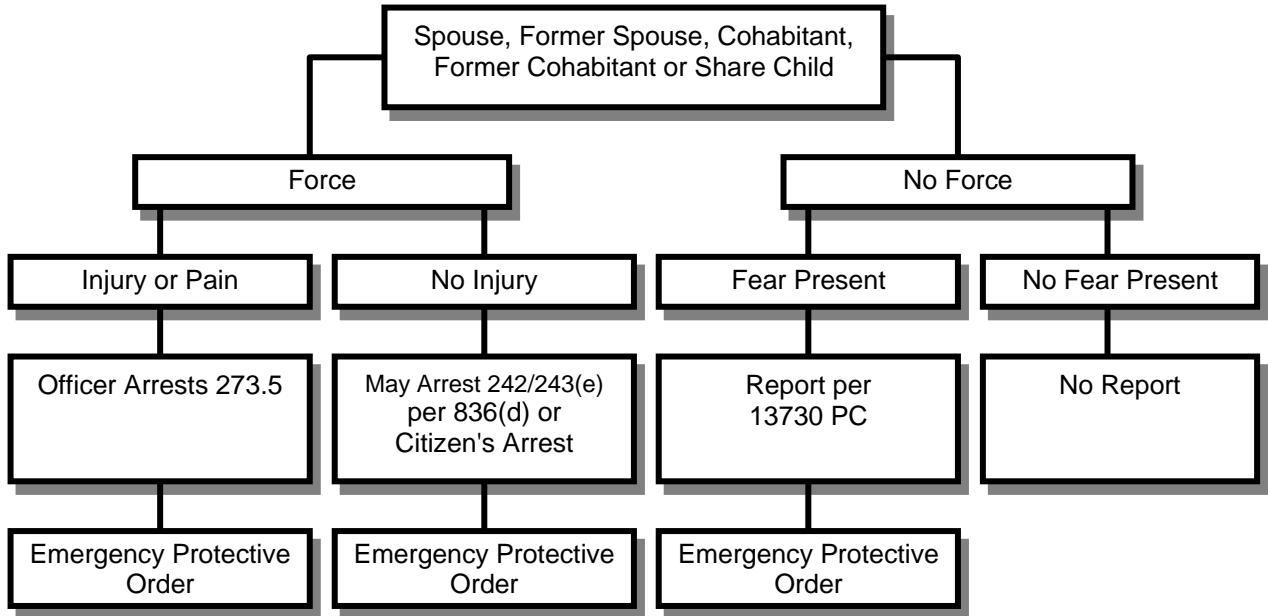 Spouse, Former Spouse, Cohabitant,
Former Cohabitant or Share Child
Force
No Force
Injury or Pain
No Injury
Fear Present
No Fear Present
Officer Arrests 273.5
May Arrest 242/243(e)
per 836(d) or
Citizen's Arrest
Report per
13730 PC
No Report
Emergency Protective
Order
Emergency Protective
Order
Emergency Protective
Order